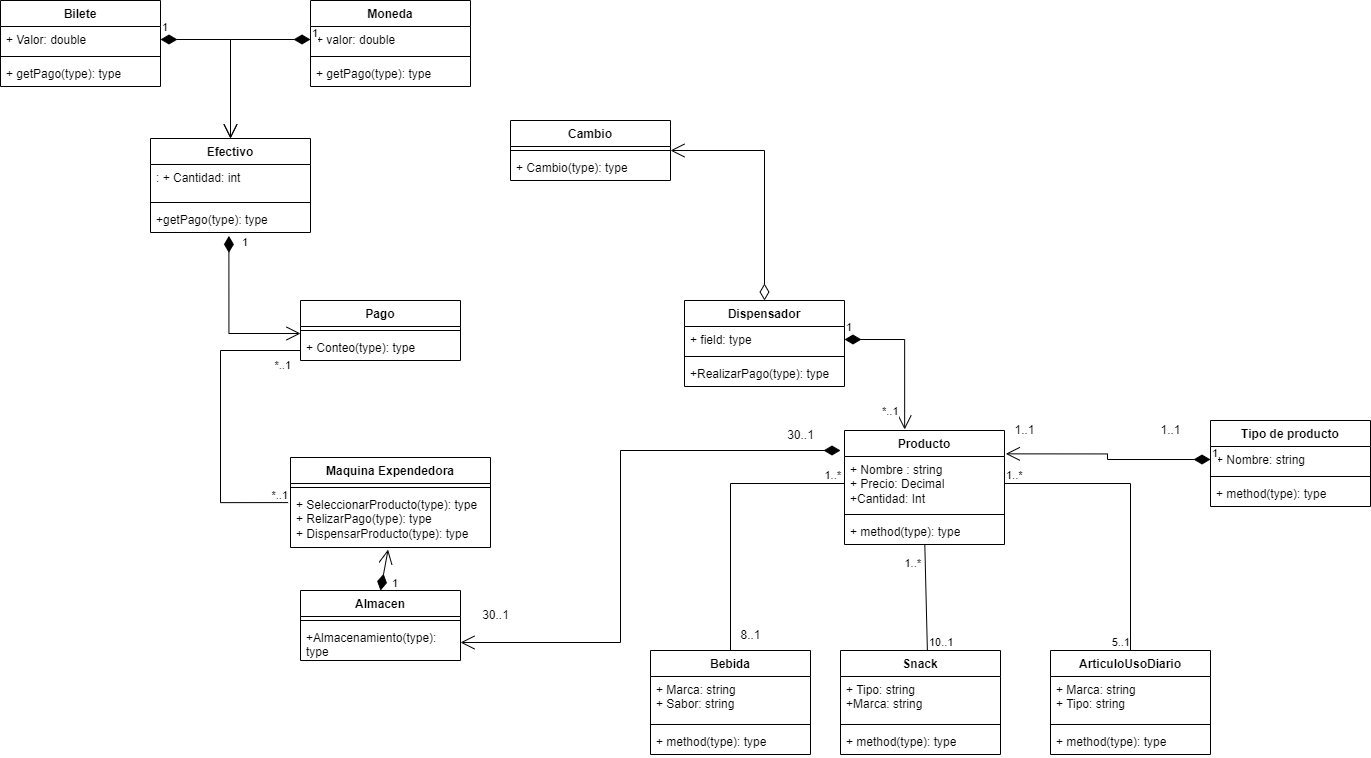 Bilete
+ Valor: double
+ getPago(type): type
1
Moneda
1
+ valor: double
+ getPago(type): type
Efectivo
: + Cantidad: int
+getPago(type): type
1
Cambio
+ Cambio(type): type
Pago
+ Conteo(type): type
*..1
Dispensador
+ field: type
+RealizarPago(type): type
1
*..1
Maquina Expendedora
+ SeleccionarProducto(type): type
+ RelizarPago(type): type
+ DispensarProducto(type): type
*..1
1
Almacen
+Almacenamiento(type):
type
30..1
30..1
Producto
+ Nombre : string
+ Precio: Decimal
+Cantidad: Int
+ method(type): type
1..1
1..1
Tipo de producto
1
+ Nombre: string
+ method(type): type
1..*
1..*
1..*
8..1
10..1
5..1
Bebida
+ Marca: string
+ Sabor: string
+ method(type): type
Snack
+ Tipo: string
+Marca: string
+ method(type): type
ArticuloUsoDiario
+ Marca: string
+ Tipo: string
+ method(type): type